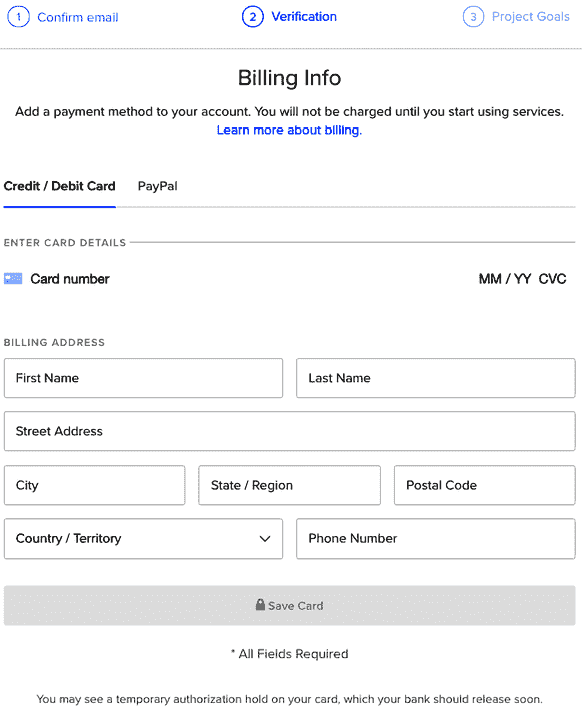 1 Confirm email 2 Verification 3 Project Goals
Billing Info
Add a payment method to your account. You will not be charged until you start using services.
Learn more about billing.
Credit / Debit Card PayPal
ENTER CARD DETAILS
Card number MM / YY CVC
BILLING ADDRESS
First Name Last Name
Street Address
City State / Region Postal Code
Country / Territory Phone Number
Save Card
* All Fields Required
You may see a temporary authorization hold on your card, which your bank should release soon.